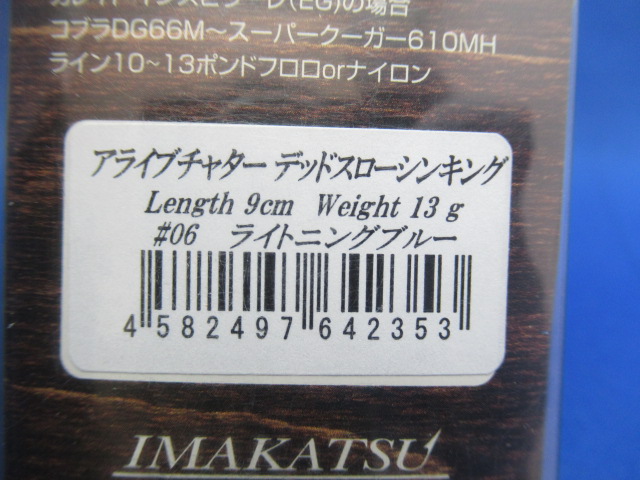 の場合
コブラDG66M～スーパークーガー610MH
ライン10~13ポンドフロロorナイロン
アライブチャター デッドスローシンキング
Length 9cm Weight 13 g
#06 ライトニングブルー
4 582497 642353
IMAKATSU